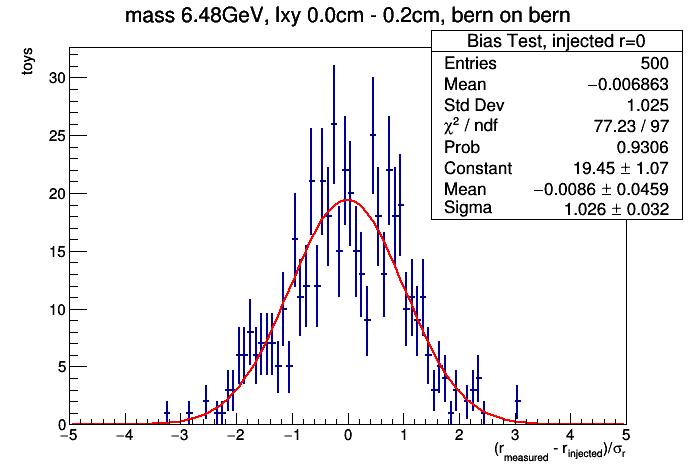 mass 6.48GeV, lxy 0.0cm - 0.2cm, bern on bern
Bias Test, injected r=0
Entries 500
Mean −0.006863
Std Dev 1.025
χ² / ndf 77.23 / 97
Prob 0.9306
Constant 19.45 ± 1.07
Mean −0.0086 ± 0.0459
Sigma 1.026 ± 0.032
toys
30
25
20
15
10
5
0
−5 −4 −3 −2 −1 0 1 2 3 4 5
(r_measured - r_injected)/σ_r